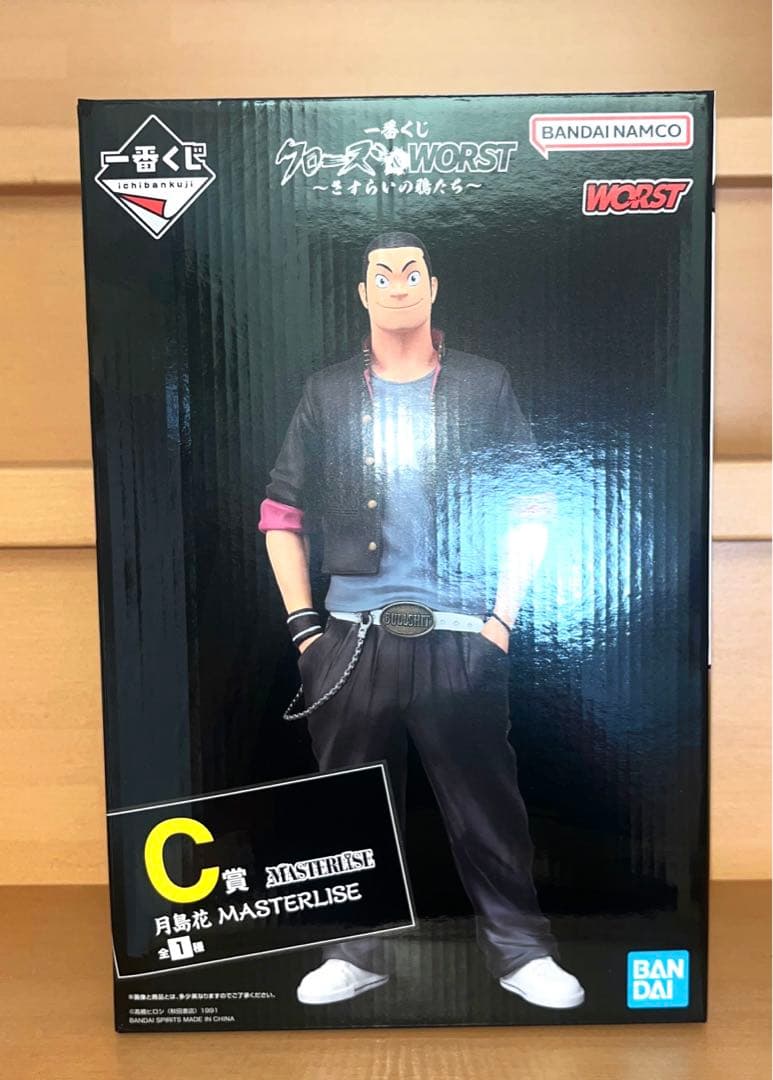 一番くじ
ichibankuji
一番くじ
クローズ×WORST
～さすらいの鴉たち～
BANDAI NAMCO
WORST
BULLSHIT
C賞 MASTERLISE
月島花 MASTERLISE
全1種
※画像と商品とは、多少異なりますのでご了承ください。
©高橋ヒロシ（秋田書店）1991
BANDAI SPIRITS MADE IN CHINA
BAN
DAI